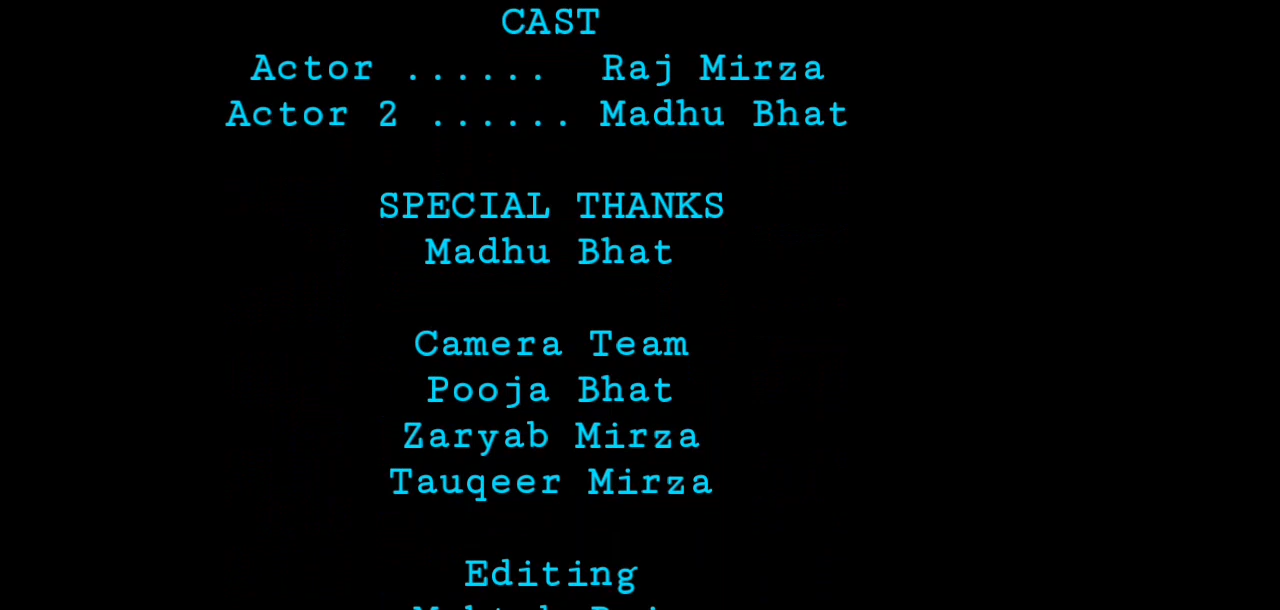 CAST
Actor ...... Raj Mirza
Actor 2 ...... Madhu Bhat
SPECIAL THANKS
Madhu Bhat
Camera Team
Pooja Bhat
Zaryab Mirza
Tauqeer Mirza
Editing